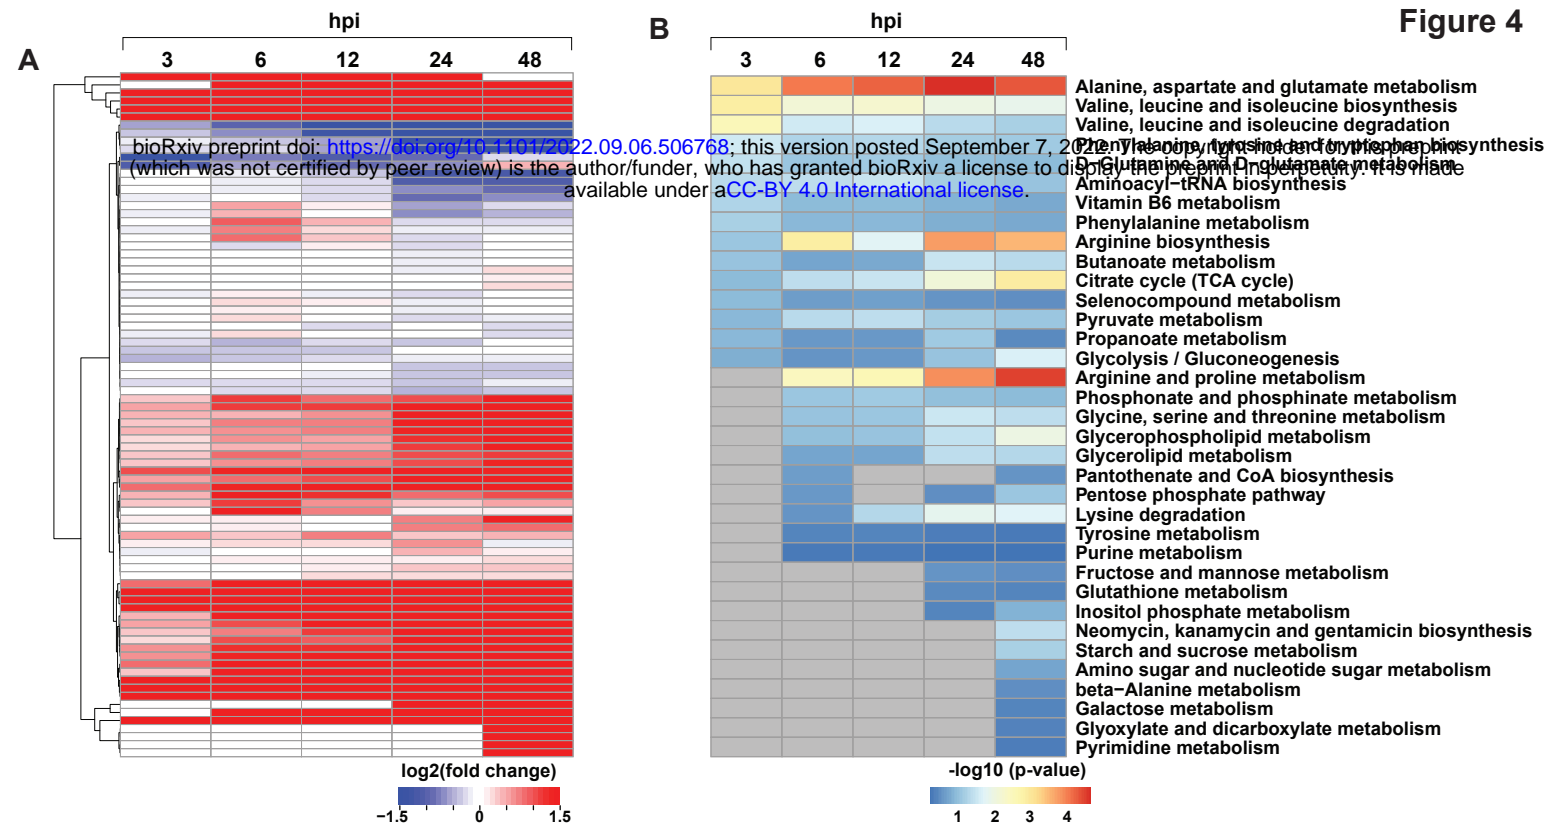 Figure 4
A
hpi
3 6 12 24 48
B
hpi
3 6 12 24 48
bioRxiv preprint doi: https://doi.org/10.1101/2022.09.06.506768; this version posted September 7, 2022. The copyright holder for this preprint
(which was not certified by peer review) is the author/funder, who has granted bioRxiv a license to display the preprint in perpetuity. It is made
available under aCC-BY 4.0 International license.
Alanine, aspartate and glutamate metabolism
Valine, leucine and isoleucine biosynthesis
Valine, leucine and isoleucine degradation
Phenylalanine, tyrosine and tryptophan biosynthesis
D−Glutamine and D−glutamate metabolism
Aminoacyl−tRNA biosynthesis
Vitamin B6 metabolism
Phenylalanine metabolism
Arginine biosynthesis
Butanoate metabolism
Citrate cycle (TCA cycle)
Selenocompound metabolism
Pyruvate metabolism
Propanoate metabolism
Glycolysis / Gluconeogenesis
Arginine and proline metabolism
Phosphonate and phosphinate metabolism
Glycine, serine and threonine metabolism
Glycerophospholipid metabolism
Glycerolipid metabolism
Pantothenate and CoA biosynthesis
Pentose phosphate pathway
Lysine degradation
Tyrosine metabolism
Purine metabolism
Fructose and mannose metabolism
Glutathione metabolism
Inositol phosphate metabolism
Neomycin, kanamycin and gentamicin biosynthesis
Starch and sucrose metabolism
Amino sugar and nucleotide sugar metabolism
beta−Alanine metabolism
Galactose metabolism
Glyoxylate and dicarboxylate metabolism
Pyrimidine metabolism
log2(fold change)
−1.5 0 1.5
-log10 (p-value)
1 2 3 4